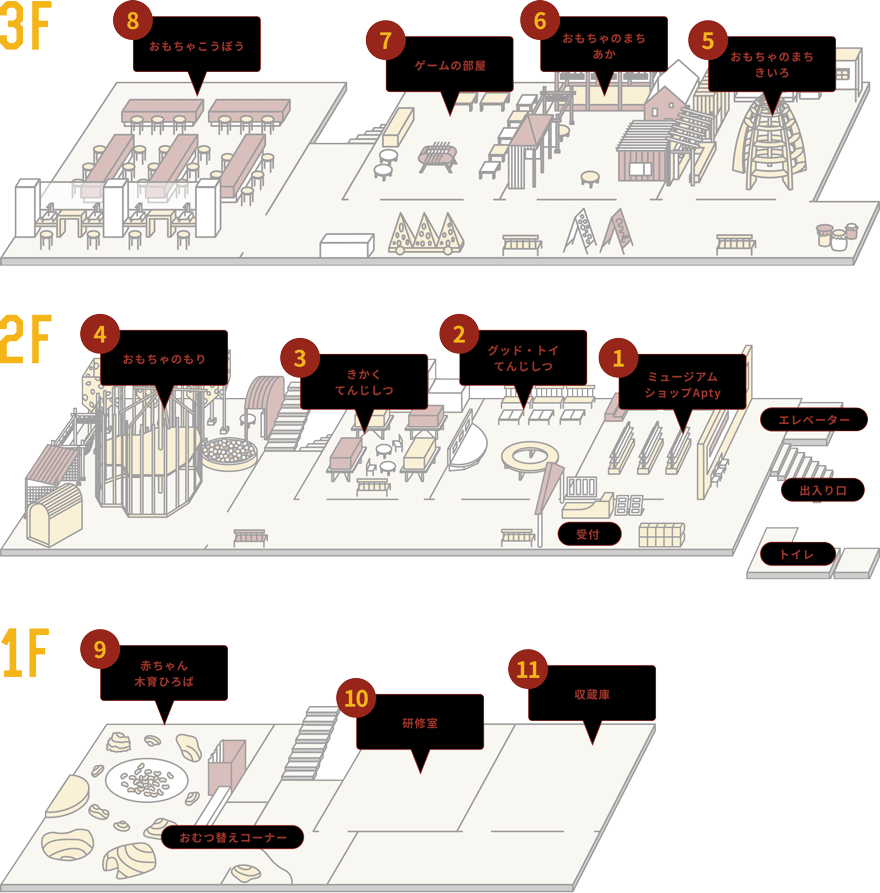 3F
8
おもちゃこうぼう
7
ゲームの部屋
6
おもちゃのまち
あか
5
おもちゃのまち
きいろ
2F
4
おもちゃのもり
3
きかく
てんじしつ
2
グッド・トイ
てんじしつ
1
ミュージアム
ショップApty
エレベーター
出入り口
受付
トイレ
1F
9
赤ちゃん
木育ひろば
10
研修室
11
収蔵庫
おむつ替えコーナー